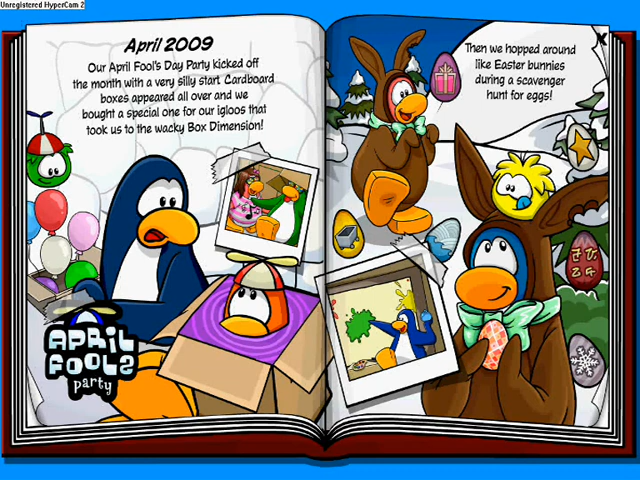 Unregistered HyperCam 2
April 2009
Our April Fool's Day Party kicked off
the month with a very silly start. Cardboard
boxes appeared all over and we
bought a special one for our igloos that
took us to the wacky Box Dimension!
APRIL
FOOLS
party
X
Then we hopped around
like Easter bunnies
during a scavenger
hunt for eggs!